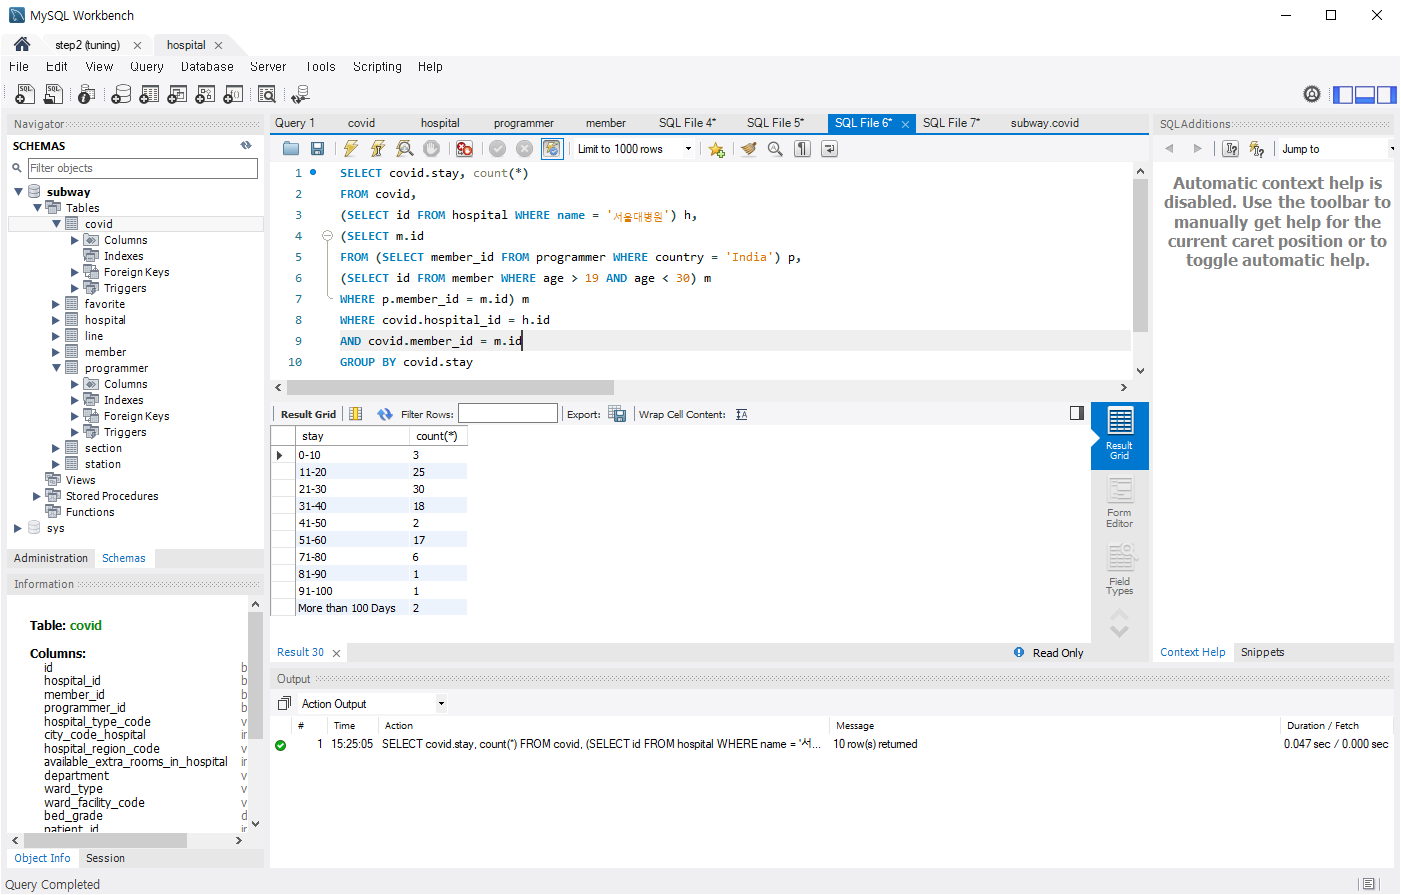 MySQL Workbench
step2 (tuning)
hospital
File Edit View Query Database Server Tools Scripting Help
Navigator
SCHEMAS
Filter objects
subway
Tables
covid
Columns
Indexes
Foreign Keys
Triggers
favorite
hospital
line
member
programmer
Columns
Indexes
Foreign Keys
Triggers
section
station
Views
Stored Procedures
Functions
sys
Administration Schemas
Information
Table: covid
Columns:
id b
hospital_id b
member_id b
programmer_id b
hospital_type_code v
city_code_hospital ir
hospital_region_code v
available_extra_rooms_in_hospital ir
department v
ward_type v
ward_facility_code v
bed_grade d
patient_id ir
Object Info Session
Query Completed
Query 1 covid hospital programmer member SQL File 4* SQL File 5* SQL File 6* SQL File 7* subway.covid
Limit to 1000 rows
1 SELECT covid.stay, count(*)
2 FROM covid,
3 (SELECT id FROM hospital WHERE name = '서울대병원') h,
4 (SELECT m.id
5 FROM (SELECT member_id FROM programmer WHERE country = 'India') p,
6 (SELECT id FROM member WHERE age > 19 AND age < 30) m
7 WHERE p.member_id = m.id) m
8 WHERE covid.hospital_id = h.id
9 AND covid.member_id = m.id
10 GROUP BY covid.stay
Result Grid Filter Rows: Export: Wrap Cell Content:
stay count(*)
0-10 3
11-20 25
21-30 30
31-40 18
41-50 2
51-60 17
71-80 6
81-90 1
91-100 1
More than 100 Days 2
Result
Grid
Form
Editor
Field
Types
Result 30
Read Only
Output
Action Output
# Time Action Message Duration / Fetch
1 15:25:05 SELECT covid.stay, count(*) FROM covid, (SELECT id FROM hospital WHERE name = '서... 10 row(s) returned 0.047 sec / 0.000 sec
SQLAdditions
Jump to
Automatic context help is
disabled. Use the toolbar to
manually get help for the
current caret position or to
toggle automatic help.
Context Help Snippets